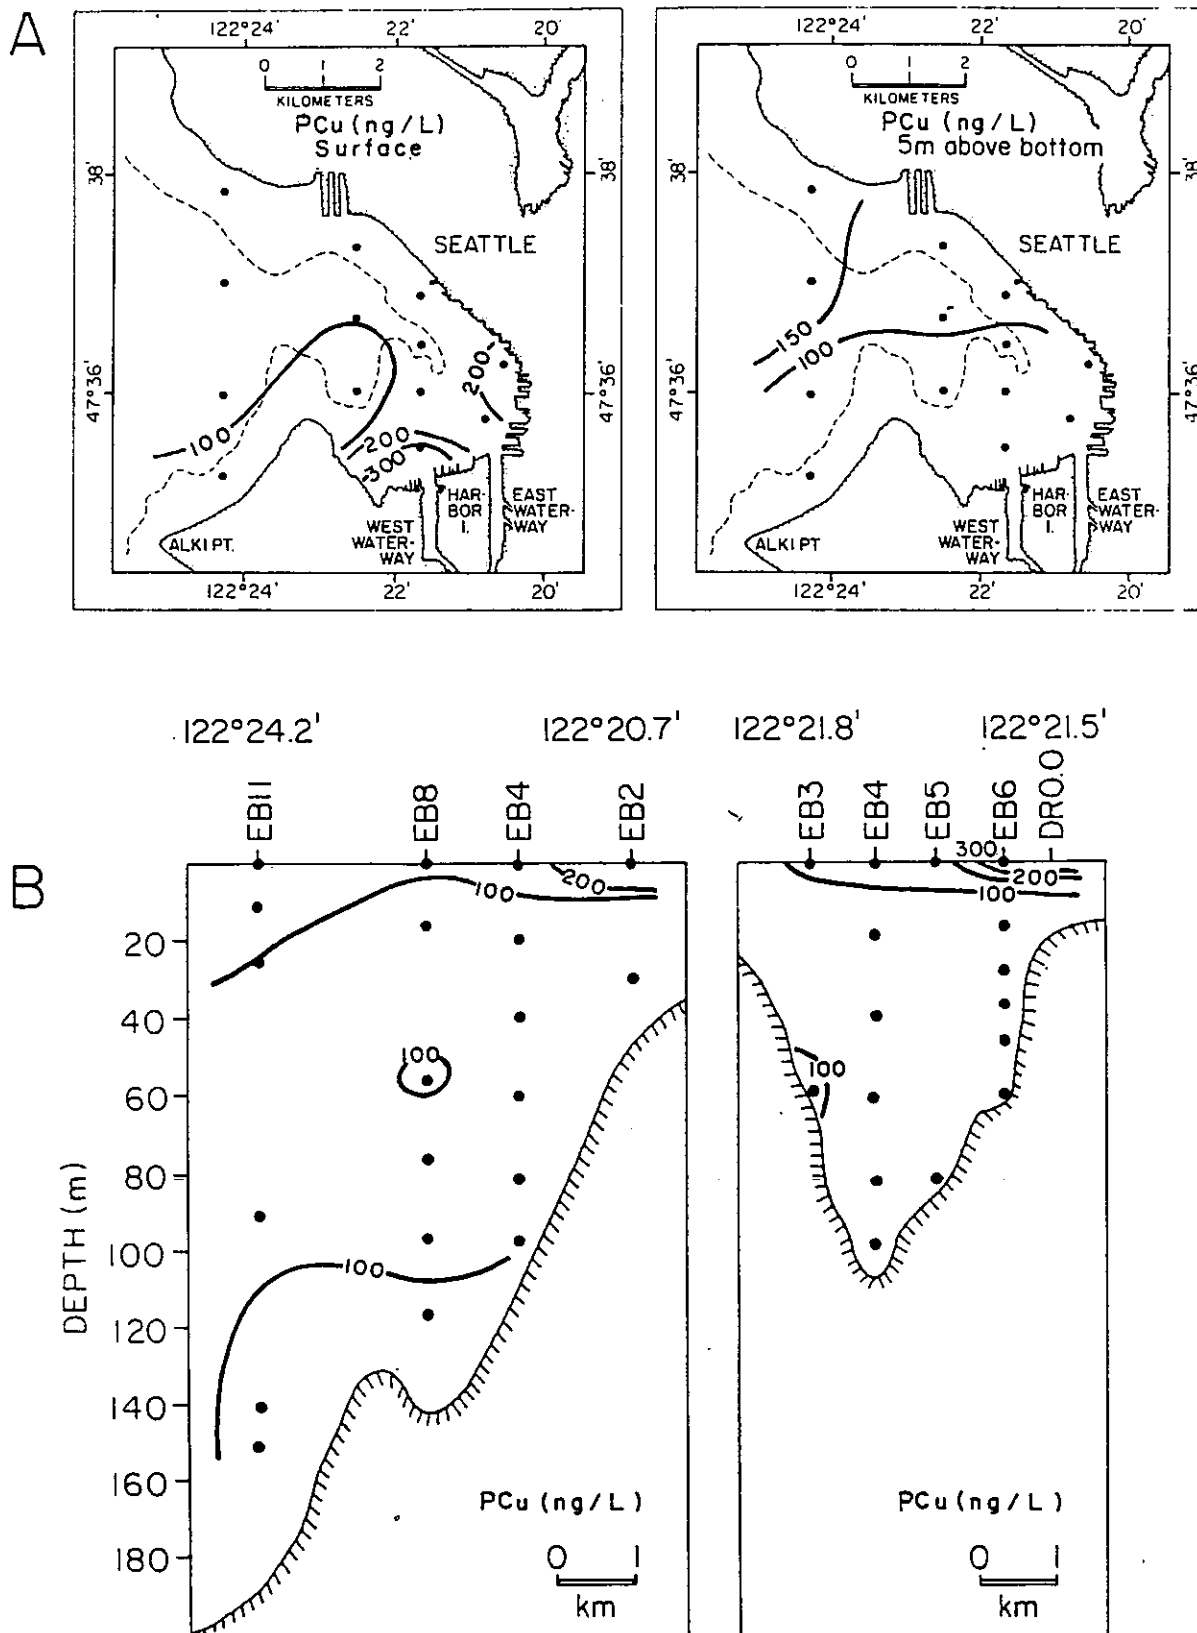 A
122°24'
22'
20'
0 1 2
KILOMETERS
PCu (ng/L)
Surface
38'
SEATTLE
47°36'
36'
100
200
200
300
ALKI PT.
WEST
WATER-
WAY
HAR-
BOR
I.
EAST
WATER-
WAY
122°24'
22'
20'
122°24'
22'
20'
0 1 2
KILOMETERS
PCu (ng/L)
5m above bottom
38'
38'
SEATTLE
150
100
47°36'
36'
ALKI PT
WEST
WATER-
WAY
HAR-
BOR I.
EAST
WATER-
WAY
122°24'
22'
20'
B
122°24.2'
122°20.7'
EB11
EB8
EB4
EB2
200
100
100
100
DEPTH (m)
20
40
60
80
100
120
140
160
180
PCu (ng/L)
0 1
km
122°21.8'
122°21.5'
EB3
EB4
EB5
EB6
DR0.0
300
200
100
100
PCu (ng/L)
0 1
km